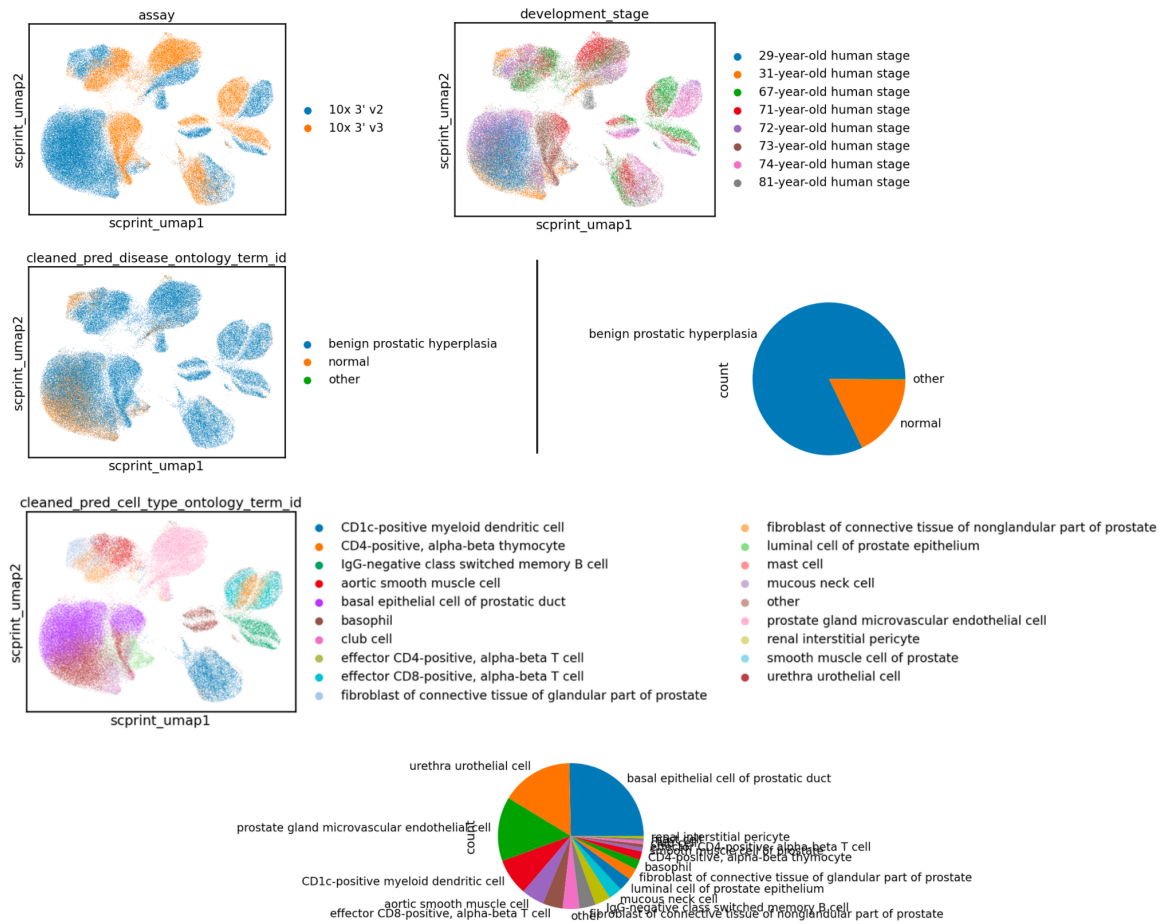 assay
scprint_umap2
scprint_umap1
10x 3' v2
10x 3' v3
development_stage
scprint_umap2
scprint_umap1
29-year-old human stage
31-year-old human stage
67-year-old human stage
71-year-old human stage
72-year-old human stage
73-year-old human stage
74-year-old human stage
81-year-old human stage
cleaned_pred_disease_ontology_term_id
scprint_umap2
scprint_umap1
benign prostatic hyperplasia
normal
other
count
benign prostatic hyperplasia
other
normal
cleaned_pred_cell_type_ontology_term_id
scprint_umap2
scprint_umap1
CD1c-positive myeloid dendritic cell
CD4-positive, alpha-beta thymocyte
IgG-negative class switched memory B cell
aortic smooth muscle cell
basal epithelial cell of prostatic duct
basophil
club cell
effector CD4-positive, alpha-beta T cell
effector CD8-positive, alpha-beta T cell
fibroblast of connective tissue of glandular part of prostate
fibroblast of connective tissue of nonglandular part of prostate
luminal cell of prostate epithelium
mast cell
mucous neck cell
other
prostate gland microvascular endothelial cell
renal interstitial pericyte
smooth muscle cell of prostate
urethra urothelial cell
urethra urothelial cell
basal epithelial cell of prostatic duct
prostate gland microvascular endothelial cell
count
renal interstitial pericyte
effector CD4-positive, alpha-beta T cell
smooth muscle cell of prostate
CD4-positive, alpha-beta thymocyte
basophil
fibroblast of connective tissue of glandular part of prostate
luminal cell of prostate epithelium
CD1c-positive myeloid dendritic cell
mucous neck cell
aortic smooth muscle cell
IgG-negative class switched memory B cell
effector CD8-positive, alpha-beta T cell
other
fibroblast of connective tissue of nonglandular part of prostate